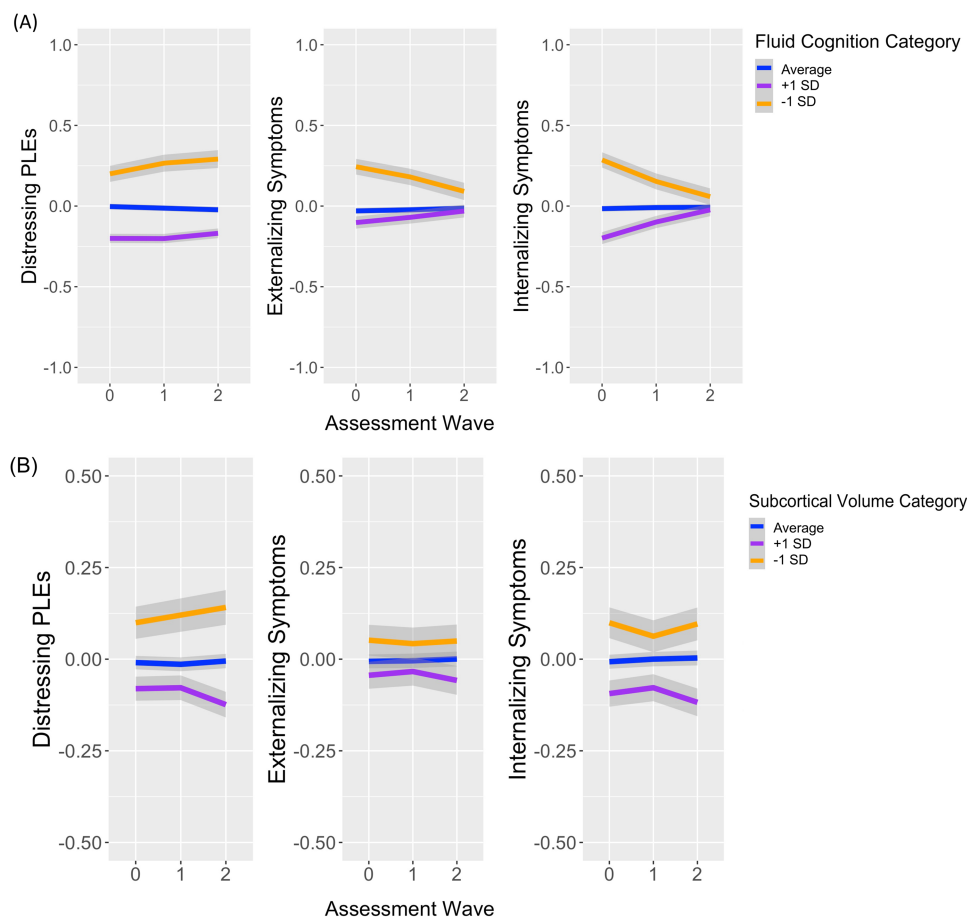 (A)
Distressing PLEs
1.0
0.5
0.0
-0.5
-1.0
0 1 2
Externalizing Symptoms
1.0
0.5
0.0
-0.5
-1.0
0 1 2
Internalizing Symptoms
1.0
0.5
0.0
-0.5
-1.0
0 1 2
Assessment Wave
Fluid Cognition Category
Average
+1 SD
-1 SD
(B)
Distressing PLEs
0.50
0.25
0.00
-0.25
-0.50
0 1 2
Externalizing Symptoms
0.50
0.25
0.00
-0.25
-0.50
0 1 2
Internalizing Symptoms
0.50
0.25
0.00
-0.25
-0.50
0 1 2
Assessment Wave
Subcortical Volume Category
Average
+1 SD
-1 SD